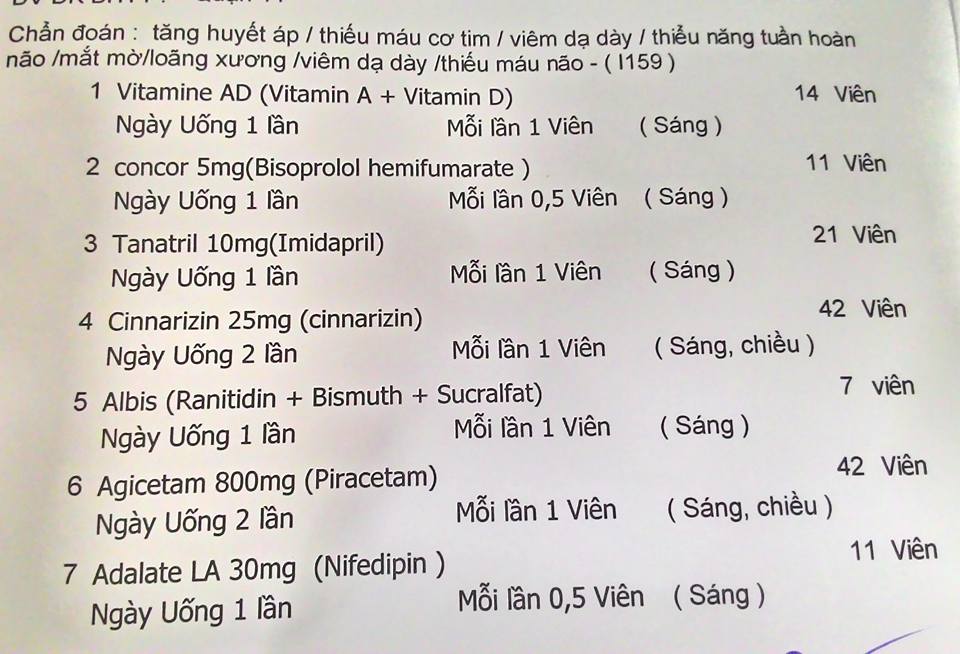 Chẩn đoán : tăng huyết áp / thiếu máu cơ tim / viêm dạ dày / thiểu năng tuần hoàn
não /mắt mờ/loãng xương /viêm dạ dày /thiếu máu não - ( I159 )
1 Vitamine AD (Vitamin A + Vitamin D) 14 Viên
Ngày Uống 1 lần Mỗi lần 1 Viên ( Sáng )
2 concor 5mg(Bisoprolol hemifumarate ) 11 Viên
Ngày Uống 1 lần Mỗi lần 0,5 Viên ( Sáng )
3 Tanatril 10mg(Imidapril) 21 Viên
Ngày Uống 1 lần Mỗi lần 1 Viên ( Sáng )
4 Cinnarizin 25mg (cinnarizin) 42 Viên
Ngày Uống 2 lần Mỗi lần 1 Viên ( Sáng, chiều )
5 Albis (Ranitidin + Bismuth + Sucralfat) 7 viên
Ngày Uống 1 lần Mỗi lần 1 Viên ( Sáng )
6 Agicetam 800mg (Piracetam) 42 Viên
Ngày Uống 2 lần Mỗi lần 1 Viên ( Sáng, chiều )
7 Adalate LA 30mg (Nifedipin ) 11 Viên
Ngày Uống 1 lần Mỗi lần 0,5 Viên ( Sáng )